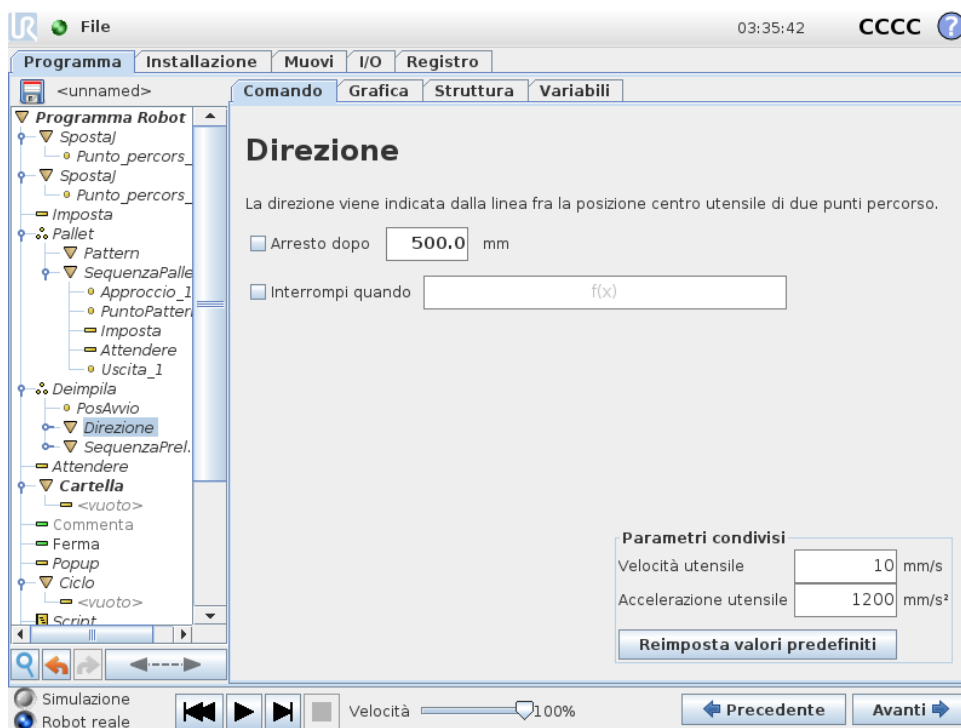 UR File 03:35:42 CCCC ?
Programma Installazione Muovi I/O Registro
<unnamed> Comando Grafica Struttura Variabili
Programma Robot
SpostaJ
Punto_percors_
SpostaJ
Punto_percors_
Imposta
Pallet
Pattern
SequenzaPalle
Approccio_1
PuntoPatter
Imposta
Attendere
Uscita_1
Deimpila
PosAvvio
Direzione
SequenzaPrel.
Attendere
Cartella
<vuoto>
Commenta
Ferma
Popup
Ciclo
<vuoto>
Script
Direzione
La direzione viene indicata dalla linea fra la posizione centro utensile di due punti percorso.
Arresto dopo 500.0 mm
Interrompi quando f(x)
Parametri condivisi
Velocità utensile 10 mm/s
Accelerazione utensile 1200 mm/s²
Reimposta valori predefiniti
Simulazione
Robot reale
Velocità 100%
Precedente Avanti